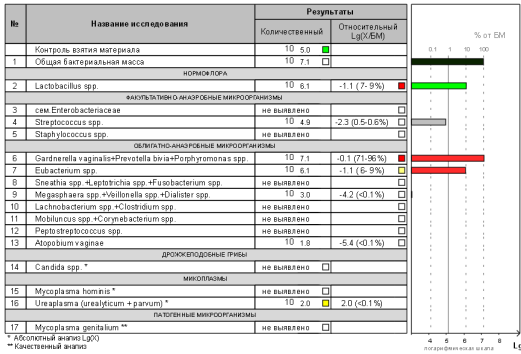 № Название исследования Результаты
Количественный Относительный Lg(X/БМ)
% от БМ
0.1 1 10 100
Контроль взятия материала 10 5.0
1 Общая бактериальная масса 10 7.1
НОРМОФЛОРА
2 Lactobacillus spp. 10 6.1 -1.1 (7-9%)
ФАКУЛЬТАТИВНО-АНАЭРОБНЫЕ МИКРООРГАНИЗМЫ
3 сем.Enterobacteriaceae не выявлено
4 Streptococcus spp. 10 4.9 -2.3 (0.5-0.6%)
5 Staphylococcus spp. не выявлено
ОБЛИГАТНО-АНАЭРОБНЫЕ МИКРООРГАНИЗМЫ
6 Gardnerella vaginalis+Prevotella bivia+Porphyromonas spp. 10 7.1 -0.1 (71-96%)
7 Eubacterium spp. 10 6.1 -1.1 (6-9%)
8 Sneathia spp.+Leptotrichia spp.+Fusobacterium spp. не выявлено
9 Megasphaera spp.+Veillonella spp.+Dialister spp. 10 3.0 -4.2 (<0.1%)
10 Lachnobacterium spp.+Clostridium spp. не выявлено
11 Mobiluncus spp.+Corynebacterium spp. не выявлено
12 Peptostreptococcus spp. не выявлено
13 Atopobium vaginae 10 1.8 -5.4 (<0.1%)
ДРОЖЖЕПОДОБНЫЕ ГРИБЫ
14 Candida spp. * не выявлено
МИКОПЛАЗМЫ
15 Mycoplasma hominis * не выявлено
16 Ureaplasma (urealyticum + parvum) * 10 2.0 2.0 (<0.1%)
ПАТОГЕННЫЕ МИКРООРГАНИЗМЫ
17 Mycoplasma genitalium ** не выявлено
4 5 6 7 8 Lg
логарифмическая шкала
* Абсолютный анализ Lg(X)
** Качественный анализ